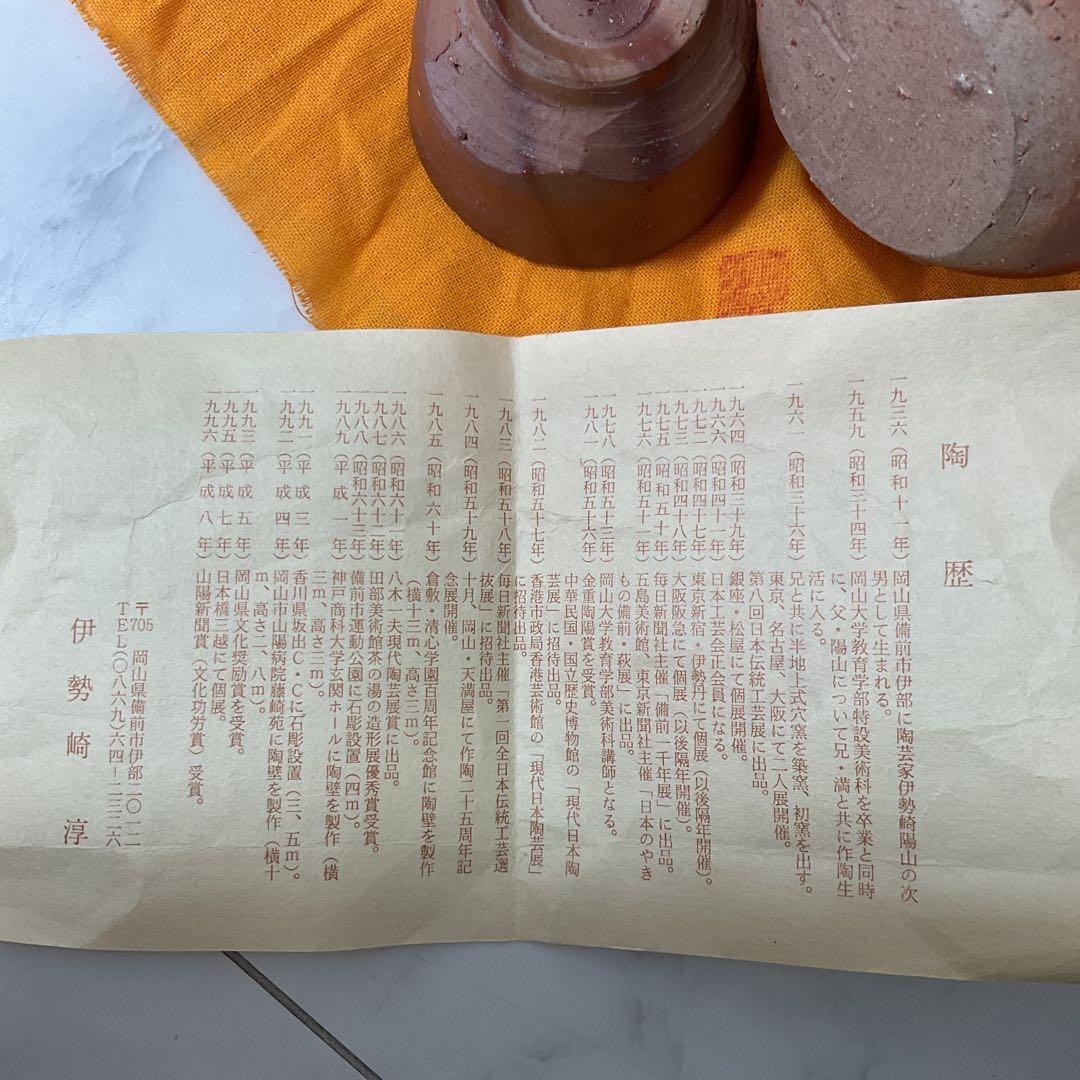 陶歴
一九三六（昭和十一年）岡山県備前市伊部に陶芸家伊勢崎陽山の次
男として生まれる。
一九五九（昭和三十四年）岡山大学教育学部特設美術科を卒業と同時
に、父・陽山について兄・満と共に作陶生
活に入る。
一九六一（昭和三十六年）兄と共に半地上式穴窯を築窯、初窯を出す。
東京、名古屋、大阪にて二人展開催。
第八回日本伝統工芸展に出品。
一九六四（昭和三十九年）銀座・松屋にて個展開催。
一九六六（昭和四十一年）日本工芸会正会員になる。
一九七二（昭和四十七年）東京新宿・伊勢丹にて個展（以後隔年開催）。
一九七三（昭和四十八年）大阪阪急にて個展（以後隔年開催）。
一九七五（昭和五十年）毎日新聞社主催「備前一千年展」に出品。
一九七六（昭和五十一年）五島美術館、東京新聞社主催「日本のやき
もの備前・萩展」に出品。
一九七八（昭和五十三年）岡山大学教育学部美術科講師となる。
一九八一（昭和五十六年）金重陶陽賞を受賞。
中華民国・国立歴史博物館の「現代日本陶
芸展」に招待出品。
一九八二（昭和五十七年）香港市政局香港芸術館の「現代日本陶芸展」
に招待出品。
一九八三（昭和五十八年）毎日新聞社主催「第一回全日本伝統工芸選
抜展」に招待出品。
一九八四（昭和五十九年）十月、岡山・天満屋にて作陶二十五周年記
念展開催。
一九八五（昭和六十年）倉敷・清心学園百周年記念館に陶壁を製作
（横十三m、高さ三m）。
一九八六（昭和六十一年）八木一夫現代陶芸展賞に出品。
一九八七（昭和六十二年）田部美術館茶の湯の造形展優秀賞受賞。
一九八八（昭和六十三年）備前市運動公園に石彫設置（四m）。
一九八九（平成一年）神戸商科大学玄関ホールに陶壁を製作（横
三m、高さ三m）。
一九九一（平成三年）香川県坂出C・Cに石彫設置（三、五m）。
一九九二（平成四年）岡山市山陽病院藤崎苑に陶壁を製作（横十
m、高さ二、八m）。
一九九三（平成五年）岡山県文化奨励賞を受賞。
一九九五（平成七年）日本橋三越にて個展。
一九九六（平成八年）山陽新聞賞（文化功労賞）受賞。
〒705 岡山県備前市伊部二〇一二
TEL（〇八六九）六四－二三二六
伊勢崎淳